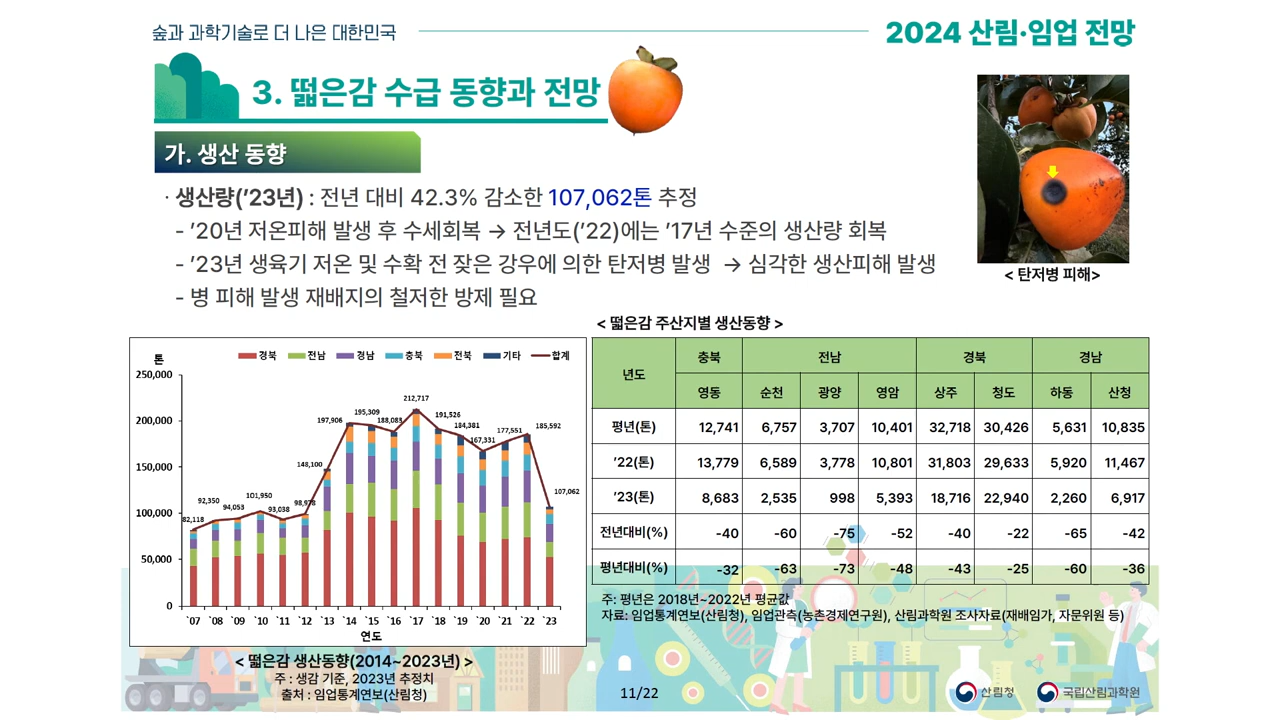 숲과 과학기술로 더 나은 대한민국
2024 산림·임업 전망
3. 떫은감 수급 동향과 전망
가. 생산 동향
· 생산량(’23년) : 전년 대비 42.3% 감소한 107,062톤 추정
- ’20년 저온피해 발생 후 수세회복 → 전년도(’22)에는 ’17년 수준의 생산량 회복
- ’23년 생육기 저온 및 수확 전 잦은 강우에 의한 탄저병 발생 → 심각한 생산피해 발생
- 병 피해 발생 재배지의 철저한 방제 필요
< 탄저병 피해>
톤
경북 전남 경남 충북 전북 기타 합계
250,000
200,000
150,000
100,000
50,000
0
82,118
92,350
94,053
101,950
93,038
98,978
148,100
197,906
195,309
188,083
212,717
191,526
184,381
167,331
177,551
185,592
107,062
`07 `08 `09 `10 `11 `12 `13 `14 `15 `16 `17 `18 `19 `20 `21 `22 `23
연도
< 떫은감 생산동향(2014~2023년) >
주 : 생감 기준, 2023년 추정치
출처 : 임업통계연보(산림청)
< 떫은감 주산지별 생산동향 >
년도 충북 전남 경북 경남
영동 순천 광양 영암 상주 청도 하동 산청
평년(톤) 12,741 6,757 3,707 10,401 32,718 30,426 5,631 10,835
’22(톤) 13,779 6,589 3,778 10,801 31,803 29,633 5,920 11,467
’23(톤) 8,683 2,535 998 5,393 18,716 22,940 2,260 6,917
전년대비(%) -40 -60 -75 -52 -40 -22 -65 -42
평년대비(%) -32 -63 -73 -48 -43 -25 -60 -36
주: 평년은 2018년~2022년 평균값
자료: 임업통계연보(산림청), 임업관측(농촌경제연구원), 산림과학원 조사자료(재배임가, 자문위원 등)
11/22
산림청
국립산림과학원